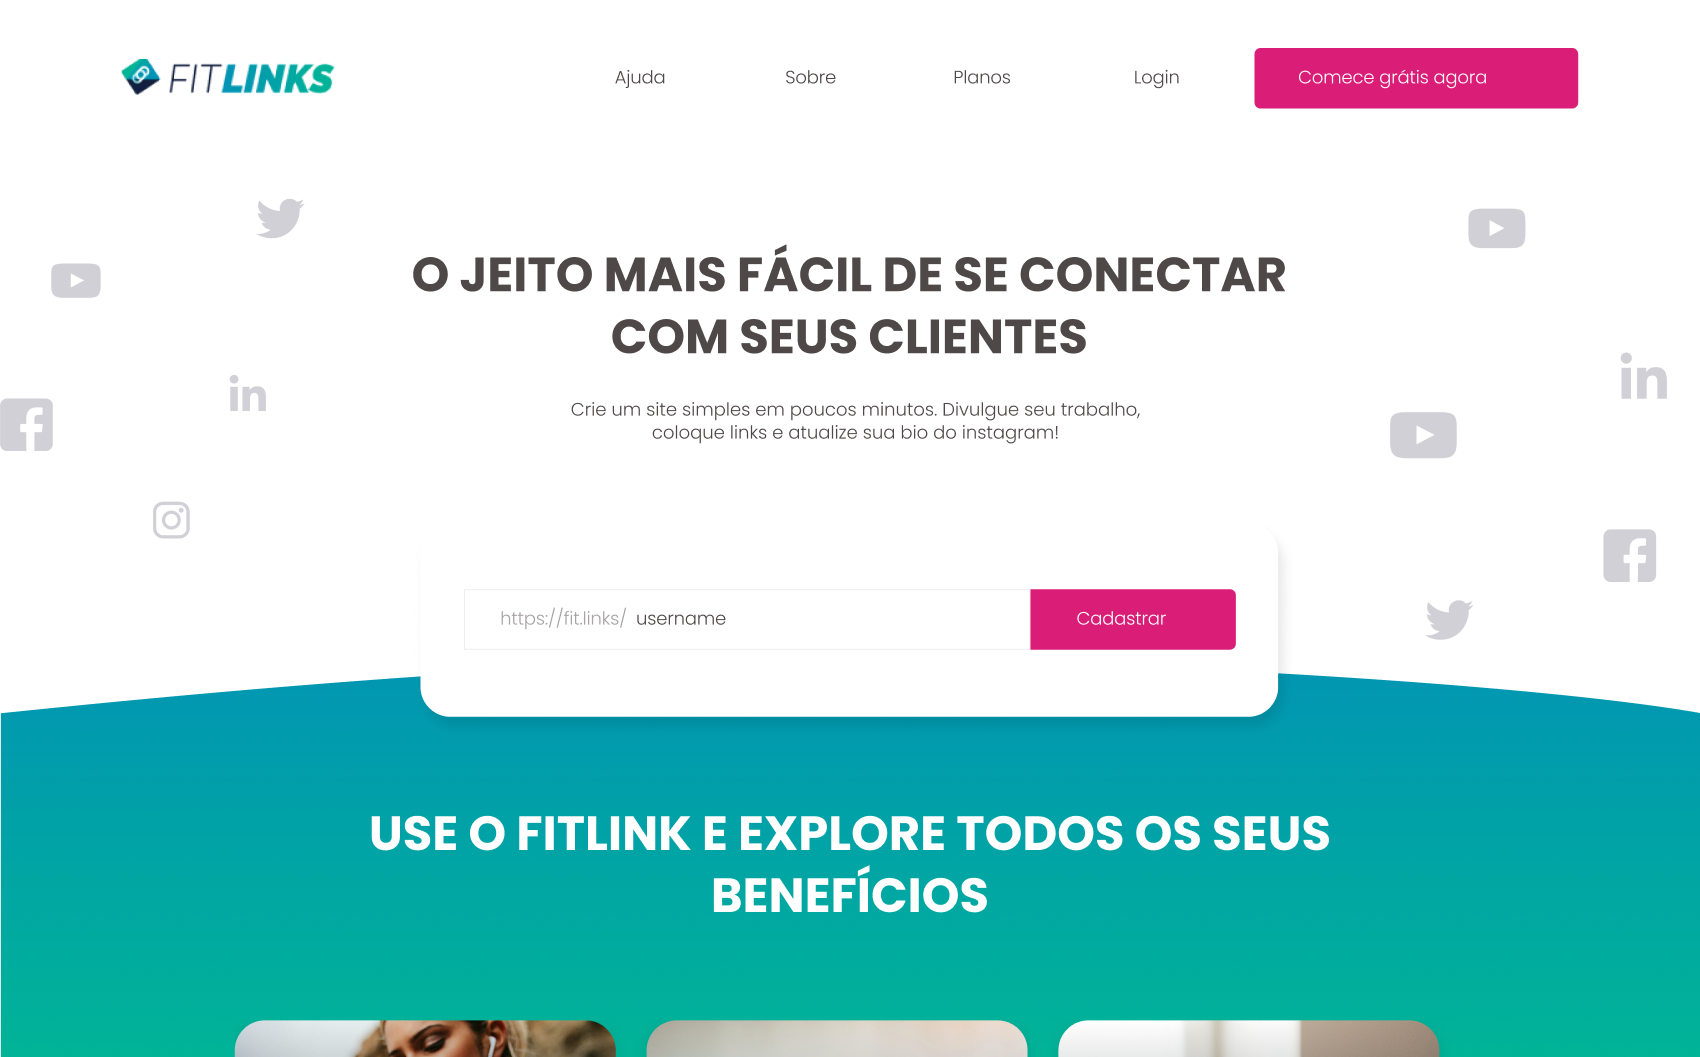 FITLINKS
Ajuda
Sobre
Planos
Login
Comece grátis agora
O JEITO MAIS FÁCIL DE SE CONECTAR
COM SEUS CLIENTES
Crie um site simples em poucos minutos. Divulgue seu trabalho,
coloque links e atualize sua bio do instagram!
in
in
https://fit.links/ username
Cadastrar
USE O FITLINK E EXPLORE TODOS OS SEUS
BENEFÍCIOS